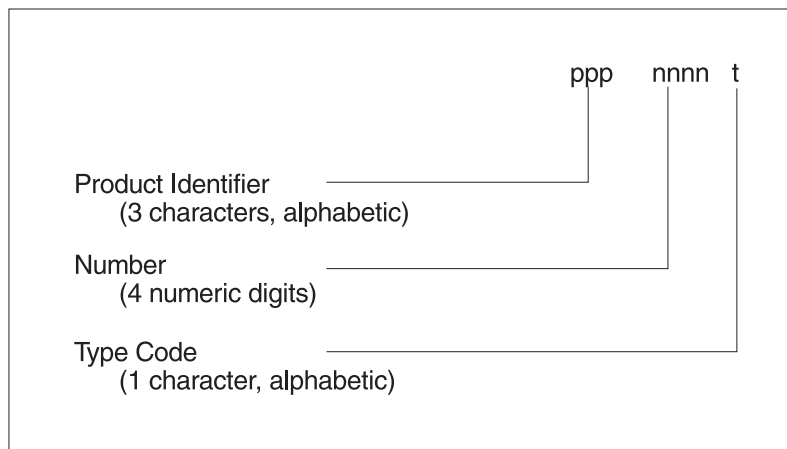 ppp nnnn t
Product Identifier
(3 characters, alphabetic)
Number
(4 numeric digits)
Type Code
(1 character, alphabetic)